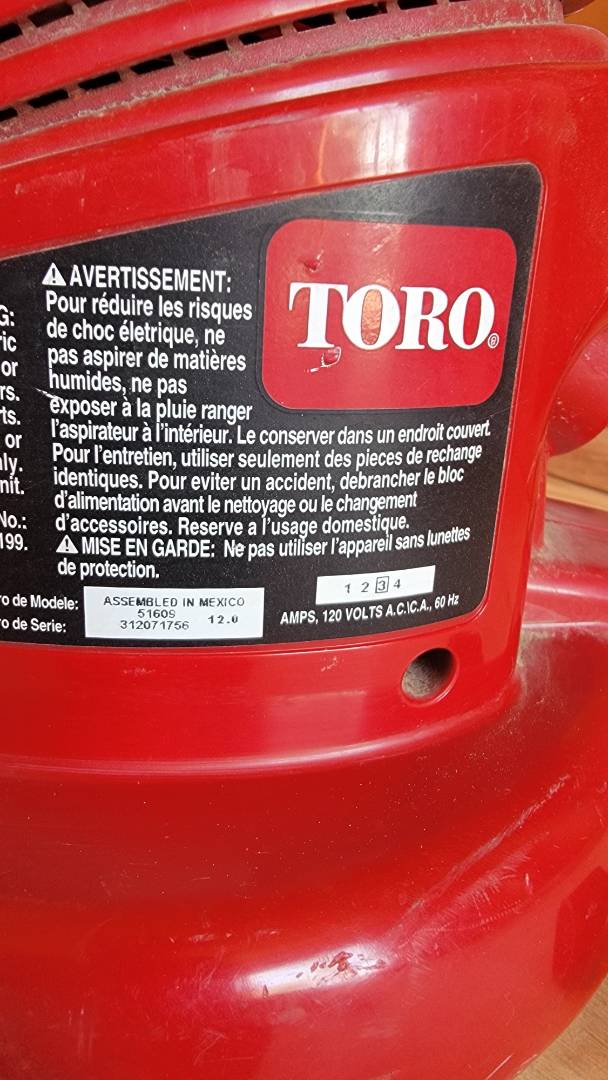 TORO®
AVERTISSEMENT:
Pour réduire les risques
de choc életrique, ne
pas aspirer de matières
humides, ne pas
exposer à la pluie ranger
l'aspirateur à l'intérieur. Le conserver dans un endroit couvert.
Pour l'entretien, utiliser seulement des pieces de rechange
identiques. Pour eviter un accident, debrancher le bloc
d'alimentation avant le nettoyage ou le changement
d'accessoires. Reserve a l'usage domestique.
MISE EN GARDE: Ne pas utiliser l'appareil sans lunettes
de protection.
G:
ric
or
rs.
ts.
or
ly.
nit.
No.:
199.
ro de Modele:
ro de Serie:
ASSEMBLED IN MEXICO
51609
312071756 12.0
1 2 3 4
AMPS, 120 VOLTS A.C.\C.A., 60 Hz